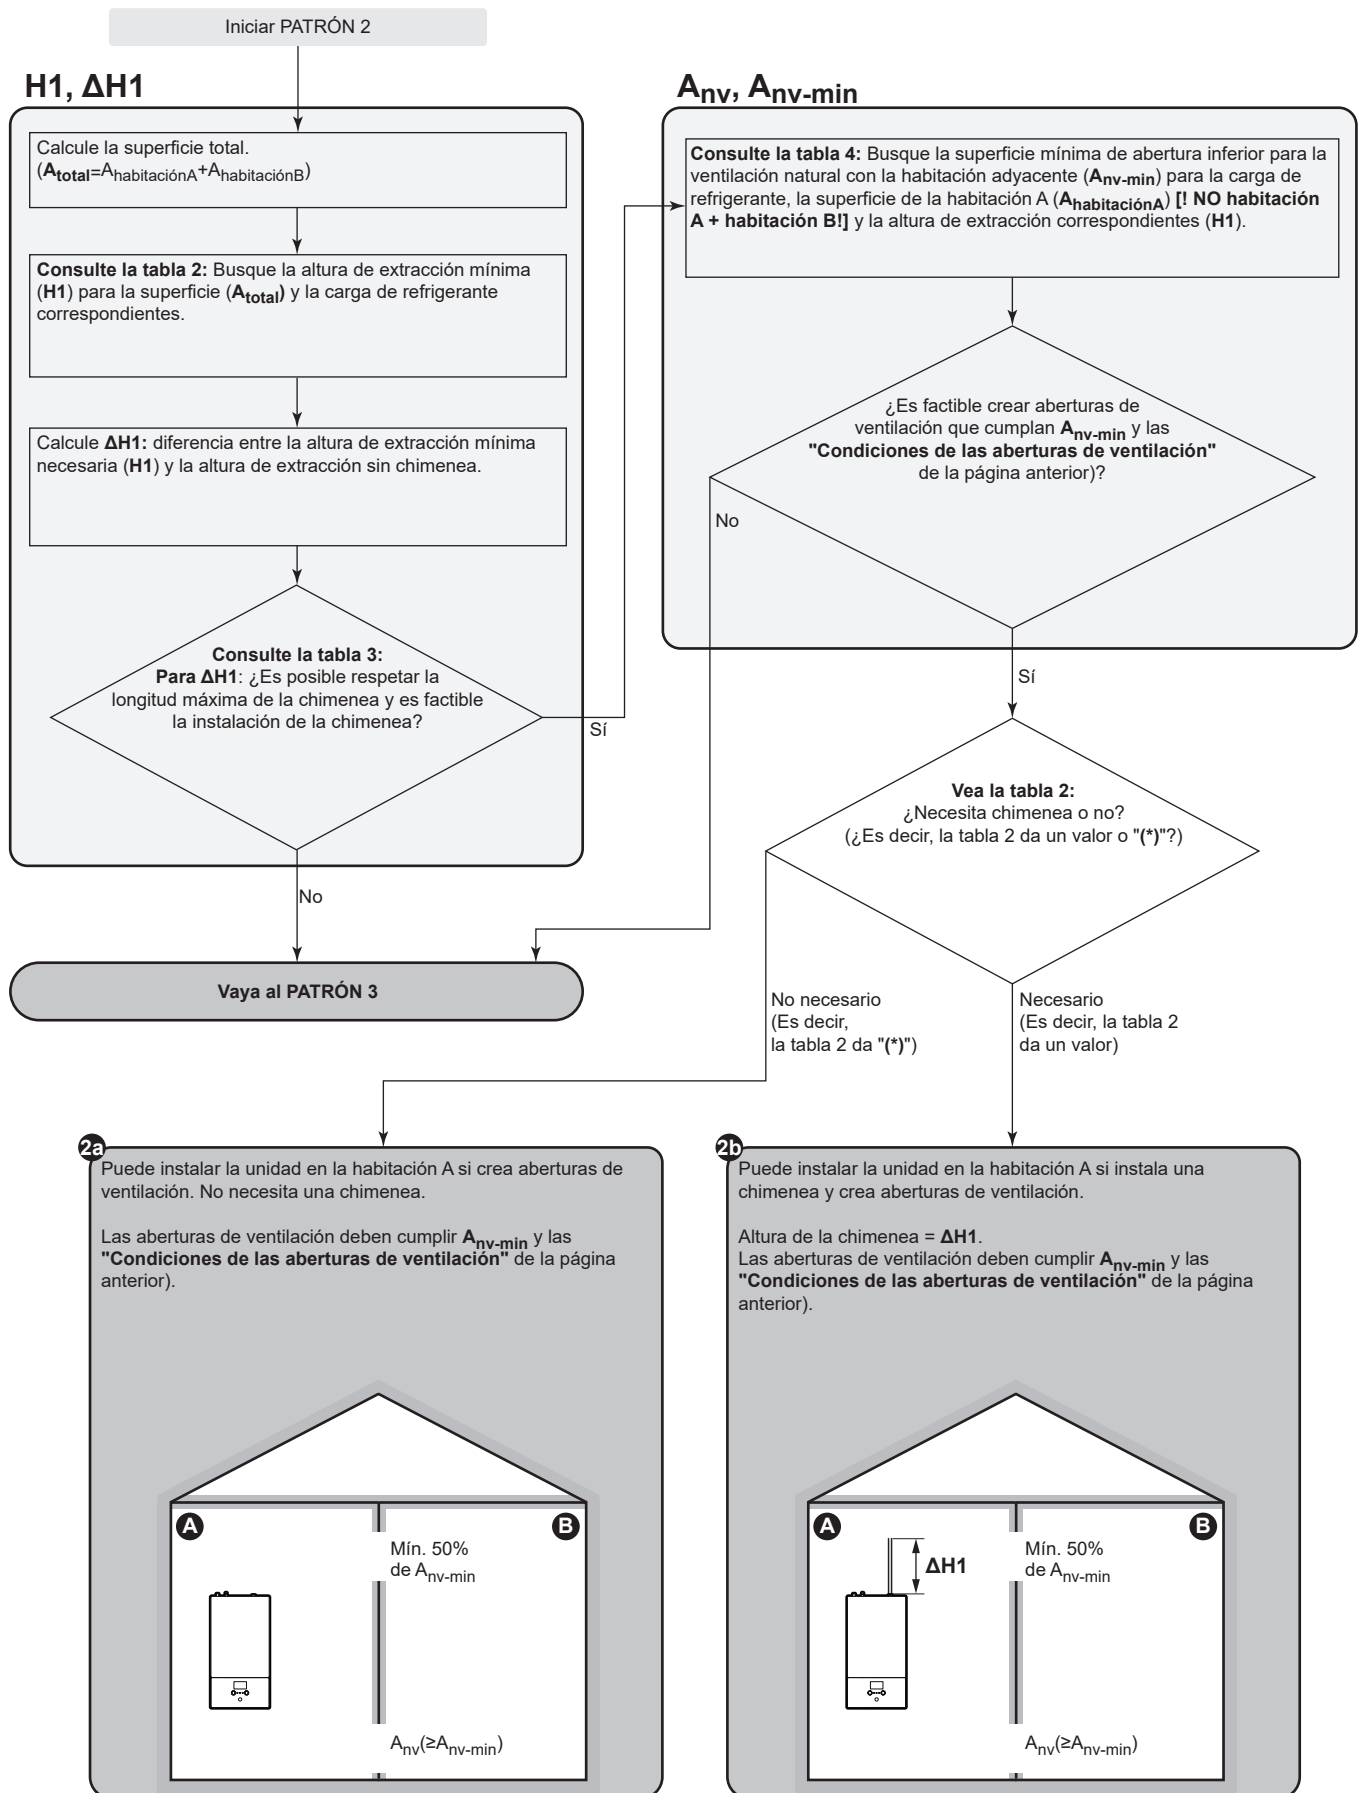 Iniciar PATRÓN 2
H1, ΔH1
Calcule la superficie total.
(Atotal=AhabitaciónA+AhabitaciónB)
Consulte la tabla 2: Busque la altura de extracción mínima
(H1) para la superficie (Atotal) y la carga de refrigerante
correspondientes.
Calcule ΔH1: diferencia entre la altura de extracción mínima
necesaria (H1) y la altura de extracción sin chimenea.
Consulte la tabla 3:
Para ΔH1: ¿Es posible respetar la
longitud máxima de la chimenea y es factible
la instalación de la chimenea?
Sí
No
Vaya al PATRÓN 3
Anv, Anv-min
Consulte la tabla 4: Busque la superficie mínima de abertura inferior para la
ventilación natural con la habitación adyacente (Anv-min) para la carga de
refrigerante, la superficie de la habitación A (AhabitaciónA) [! NO habitación
A + habitación B!] y la altura de extracción correspondientes (H1).
¿Es factible crear aberturas de
ventilación que cumplan Anv-min y las
"Condiciones de las aberturas de ventilación"
de la página anterior)?
No
Sí
Vea la tabla 2:
¿Necesita chimenea o no?
(¿Es decir, la tabla 2 da un valor o "(*)"?)
No necesario
(Es decir,
la tabla 2 da "(*)")
Necesario
(Es decir, la tabla 2
da un valor)
2a
Puede instalar la unidad en la habitación A si crea aberturas de
ventilación. No necesita una chimenea.
Las aberturas de ventilación deben cumplir Anv-min y las
"Condiciones de las aberturas de ventilación" de la página
anterior).
A
B
Mín. 50%
de Anv-min
Anv(≥Anv-min)
2b
Puede instalar la unidad en la habitación A si instala una
chimenea y crea aberturas de ventilación.
Altura de la chimenea = ΔH1.
Las aberturas de ventilación deben cumplir Anv-min y las
"Condiciones de las aberturas de ventilación" de la página
anterior).
A
B
ΔH1
Mín. 50%
de Anv-min
Anv(≥Anv-min)